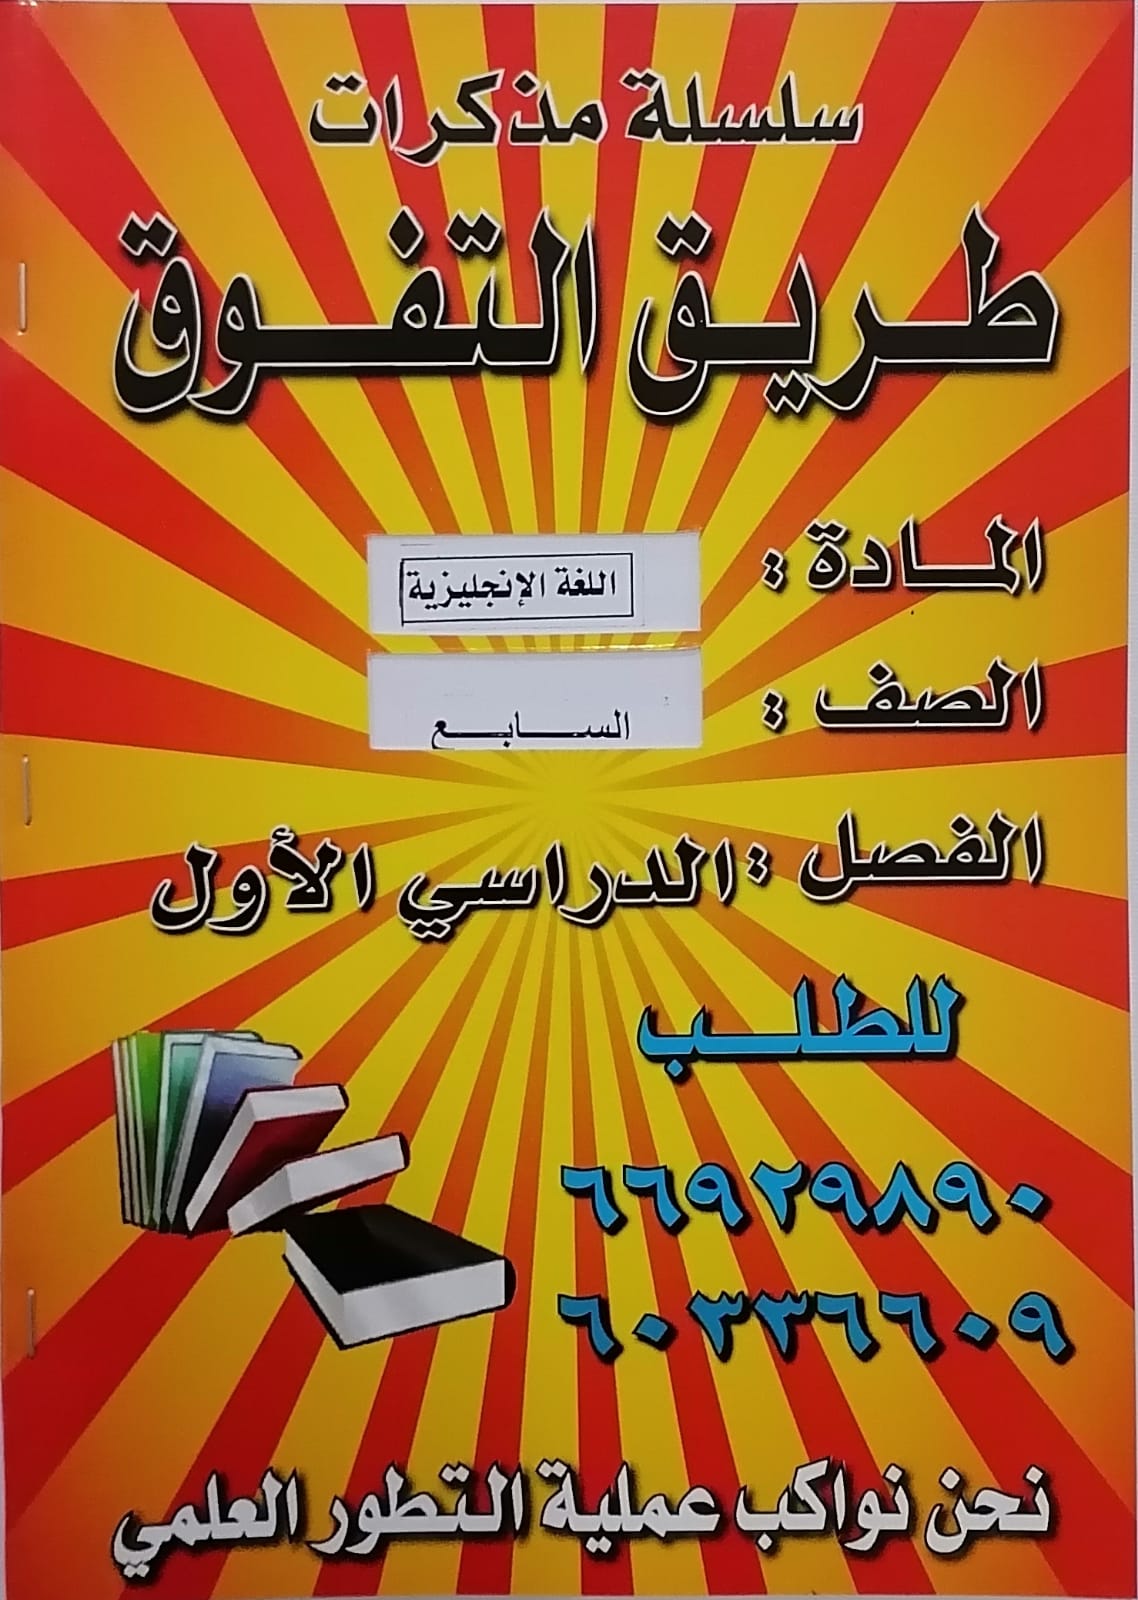 سلسلة مذكرات
طريق التفوق
المادة : اللغة الإنجليزية
الصف : السابع
الفصل : الدراسي الأول
للطلب
٦٦٩٢٩٨٩٠
٦٠٣٣٦٦٠٩
نحن نواكب عملية التطور العلمي